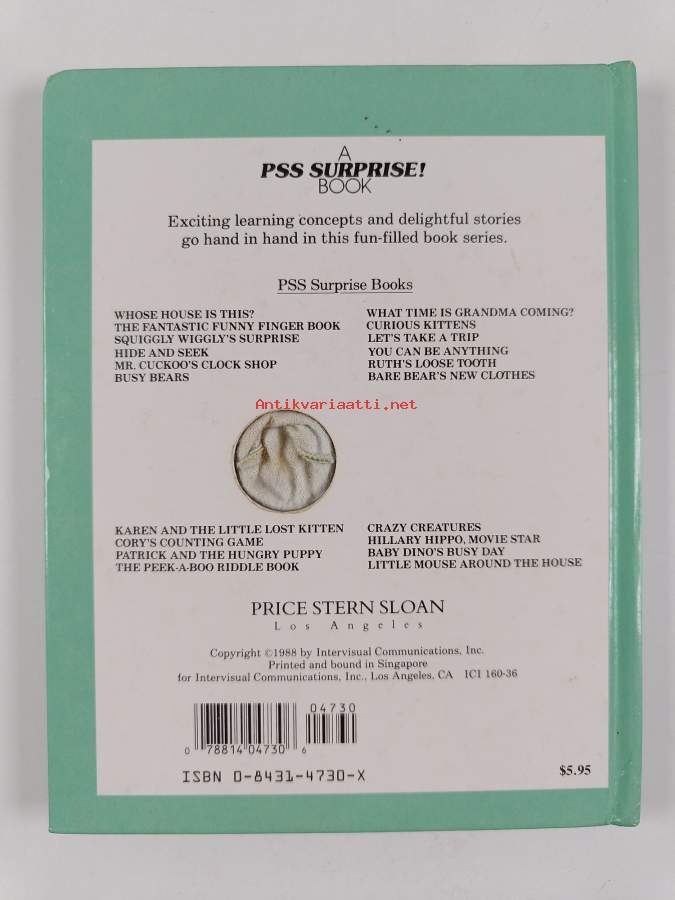 A
PSS SURPRISE!
BOOK
Exciting learning concepts and delightful stories
go hand in hand in this fun-filled book series.
PSS Surprise Books
WHOSE HOUSE IS THIS?
THE FANTASTIC FUNNY FINGER BOOK
SQUIGGLY WIGGLY'S SURPRISE
HIDE AND SEEK
MR. CUCKOO'S CLOCK SHOP
BUSY BEARS
WHAT TIME IS GRANDMA COMING?
CURIOUS KITTENS
LET'S TAKE A TRIP
YOU CAN BE ANYTHING
RUTH'S LOOSE TOOTH
BARE BEAR'S NEW CLOTHES
Antikvariaatti.net
KAREN AND THE LITTLE LOST KITTEN
CORY'S COUNTING GAME
PATRICK AND THE HUNGRY PUPPY
THE PEEK-A-BOO RIDDLE BOOK
CRAZY CREATURES
HILLARY HIPPO, MOVIE STAR
BABY DINO'S BUSY DAY
LITTLE MOUSE AROUND THE HOUSE
PRICE STERN SLOAN
Los Angeles
Copyright ©1988 by Intervisual Communications, Inc.
Printed and bound in Singapore
for Intervisual Communications, Inc., Los Angeles, CA ICI 160-36
04730
0 78814 04730 6
ISBN 0-8431-4730-X
$5.95